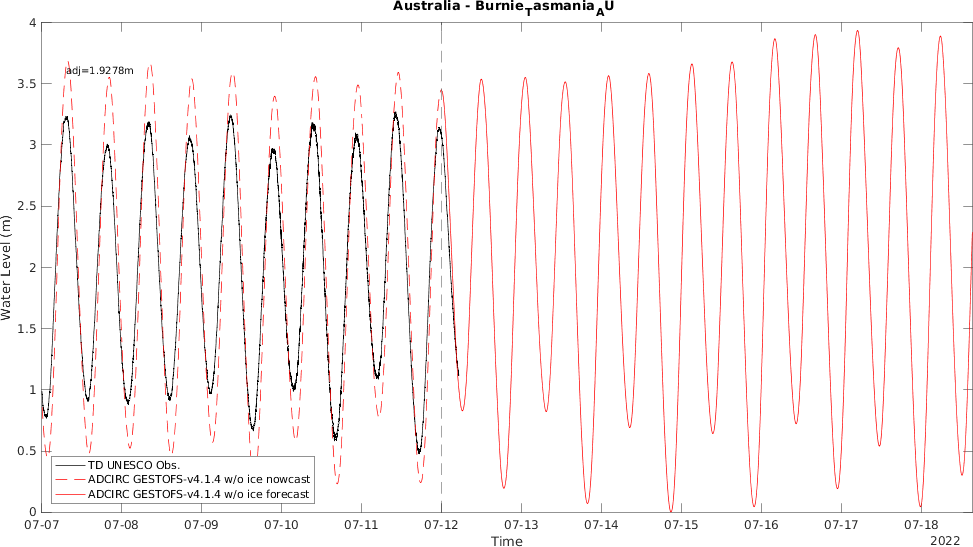 Australia - Burnie_Tasmania_AU
adj=1.9278m
Water Level (m)
4
3.5
3
2.5
2
1.5
1
0.5
0
TD UNESCO Obs.
ADCIRC GESTOFS-v4.1.4 w/o ice nowcast
ADCIRC GESTOFS-v4.1.4 w/o ice forecast
07-07 07-08 07-09 07-10 07-11 07-12 07-13 07-14 07-15 07-16 07-17 07-18
Time
2022